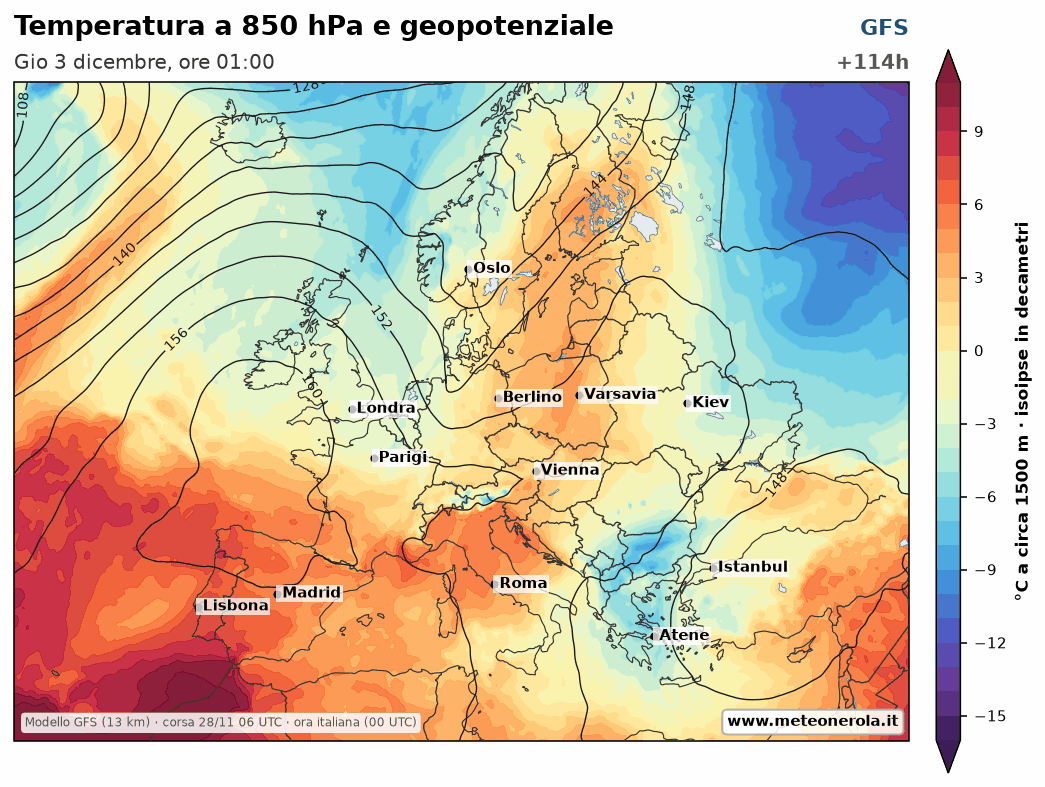 Temperatura a 850 hPa e geopotenziale
GFS
Gio 3 dicembre, ore 01:00
+114h
108
128
148
144
140
152
156
160
148
Oslo
Londra
Berlino
Varsavia
Kiev
Parigi
Vienna
Istanbul
Roma
Madrid
Lisbona
Atene
9
6
3
0
−3
−6
−9
−12
−15
°C a circa 1500 m · isoipse in decametri
Modello GFS (13 km) · corsa 28/11 06 UTC · ora italiana (00 UTC)
www.meteonerola.it